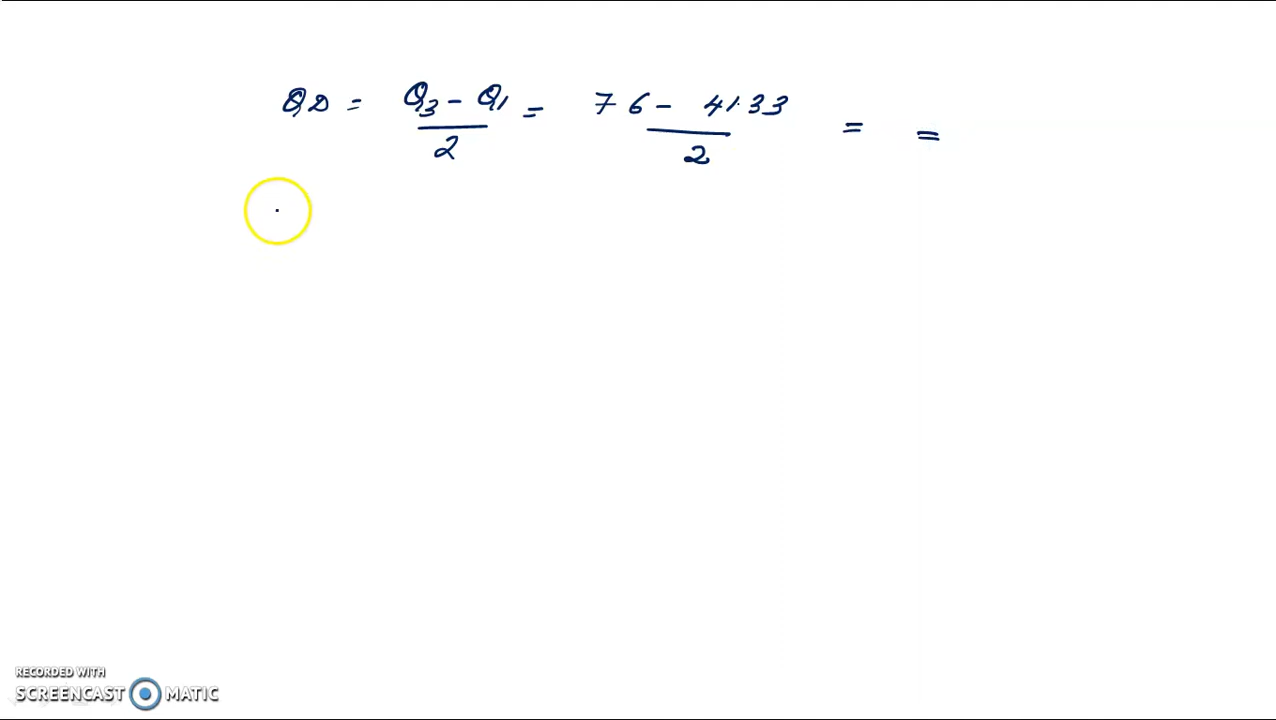 QD = Q3 - Q1 / 2 = 76 - 41.33 / 2 = =
RECORDED WITH
SCREENCAST MATIC